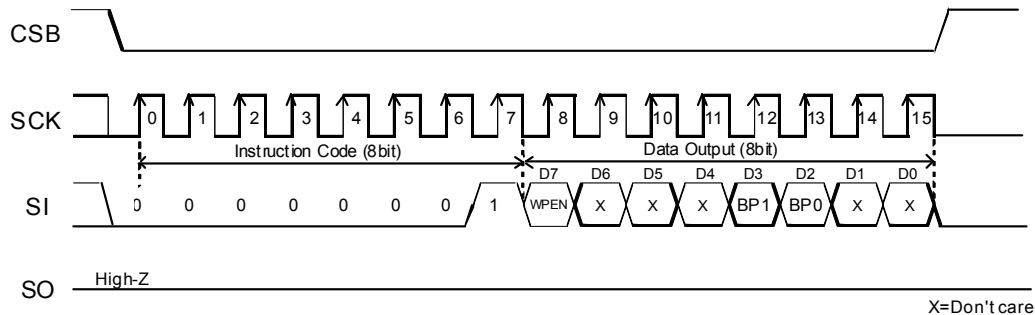 CSB
SCK 0 1 2 3 4 5 6 7 8 9 10 11 12 13 14 15
Instruction Code (8bit) Data Output (8bit)
D7 D6 D5 D4 D3 D2 D1 D0
SI 0 0 0 0 0 0 0 1 WPEN X X X BP1 BP0 X X
High-Z
SO
X=Don't care